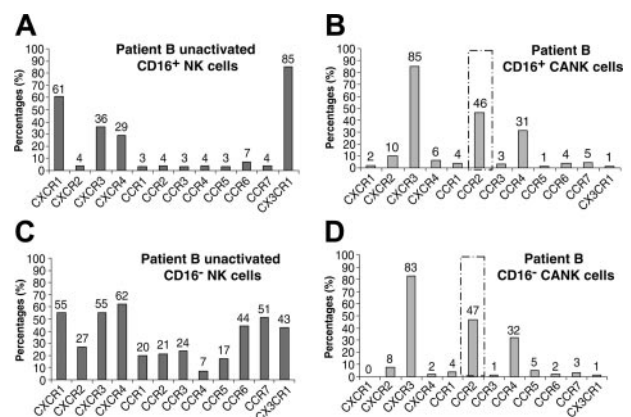 A
Patient B unactivated
CD16+ NK cells
Percentages (%)
100
90
80
70
60
50
40
30
20
10
0
61
4
36
29
3
4
3
4
3
7
4
85
CXCR1
CXCR2
CXCR3
CXCR4
CCR1
CCR2
CCR3
CCR4
CCR5
CCR6
CCR7
CX3CR1
B
Patient B
CD16+ CANK cells
Percentages (%)
100
90
80
70
60
50
40
30
20
10
0
2
10
85
6
4
46
3
31
1
4
5
1
CXCR1
CXCR2
CXCR3
CXCR4
CCR1
CCR2
CCR3
CCR4
CCR5
CCR6
CCR7
CX3CR1
C
Patient B unactivated
CD16- NK cells
Percentages (%)
100
90
80
70
60
50
40
30
20
10
0
55
27
55
62
20
21
24
7
17
44
51
43
CXCR1
CXCR2
CXCR3
CXCR4
CCR1
CCR2
CCR3
CCR4
CCR5
CCR6
CCR7
CX3CR1
D
Patient B
CD16- CANK cells
Percentages (%)
100
90
80
70
60
50
40
30
20
10
0
0
8
83
2
4
47
1
32
5
2
3
1
CXCR1
CXCR2
CXCR3
CXCR4
CCR1
CCR2
CCR3
CCR4
CCR5
CCR6
CCR7
CX3CR1